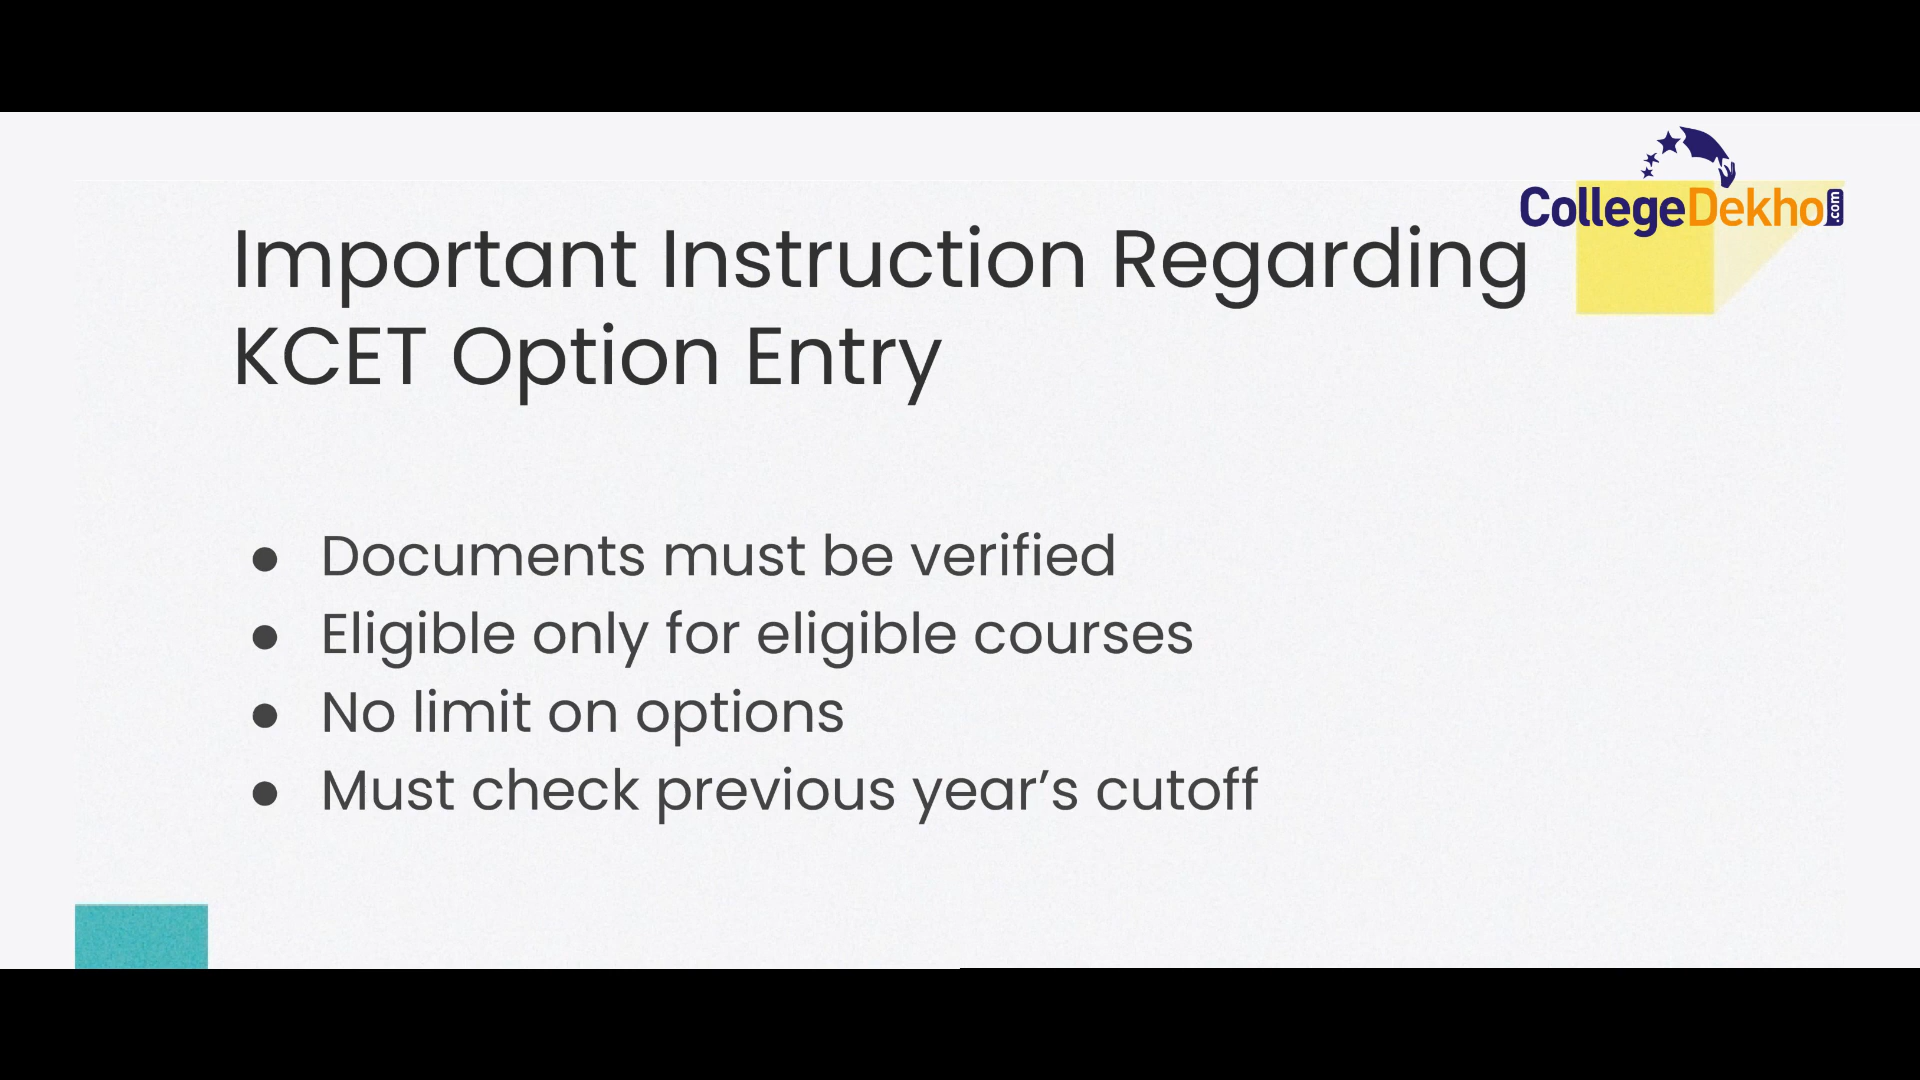 CollegeDekho.com
Important Instruction Regarding
KCET Option Entry
● Documents must be verified
● Eligible only for eligible courses
● No limit on options
● Must check previous year’s cutoff